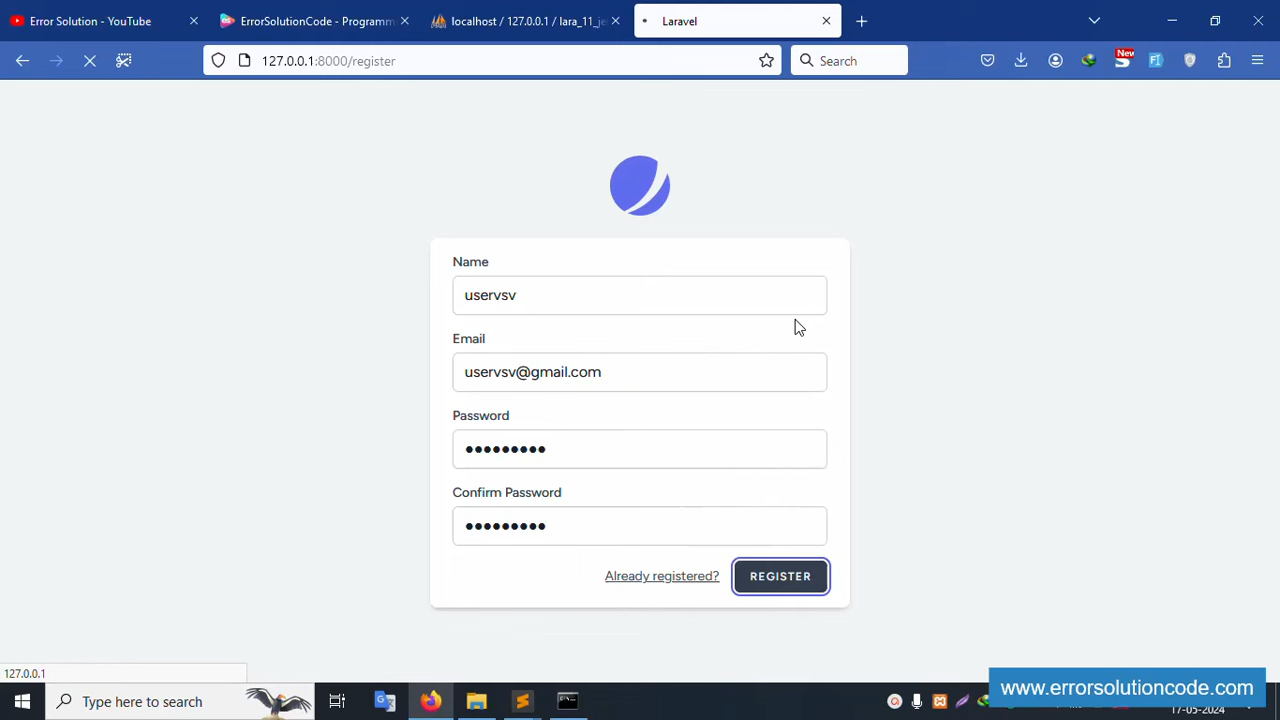 Error Solution - YouTube
ErrorSolutionCode - Programm
localhost / 127.0.0.1 / lara_11_je
Laravel
127.0.0.1:8000/register
Search
New
Name
uservsv
Email
uservsv@gmail.com
Password
Confirm Password
Already registered?
REGISTER
127.0.0.1
Type here to search
www.errorsolutioncode.com
17-05-2024